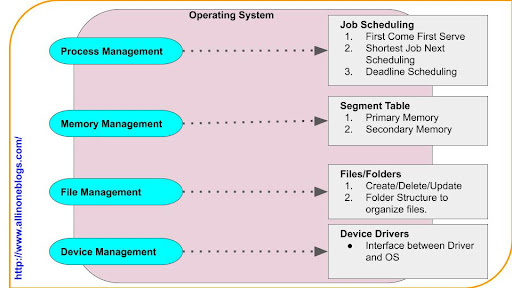 Operating System
Process Management
Job Scheduling
1. First Come First Serve
2. Shortest Job Next
Scheduling
3. Deadline Scheduling
Memory Management
Segment Table
1. Primary Memory
2. Secondary Memory
File Management
Files/Folders
1. Create/Delete/Update
2. Folder Structure to
organize files.
Device Management
Device Drivers
● Interface between Driver
and OS
http://www.allinoneblogs.com/